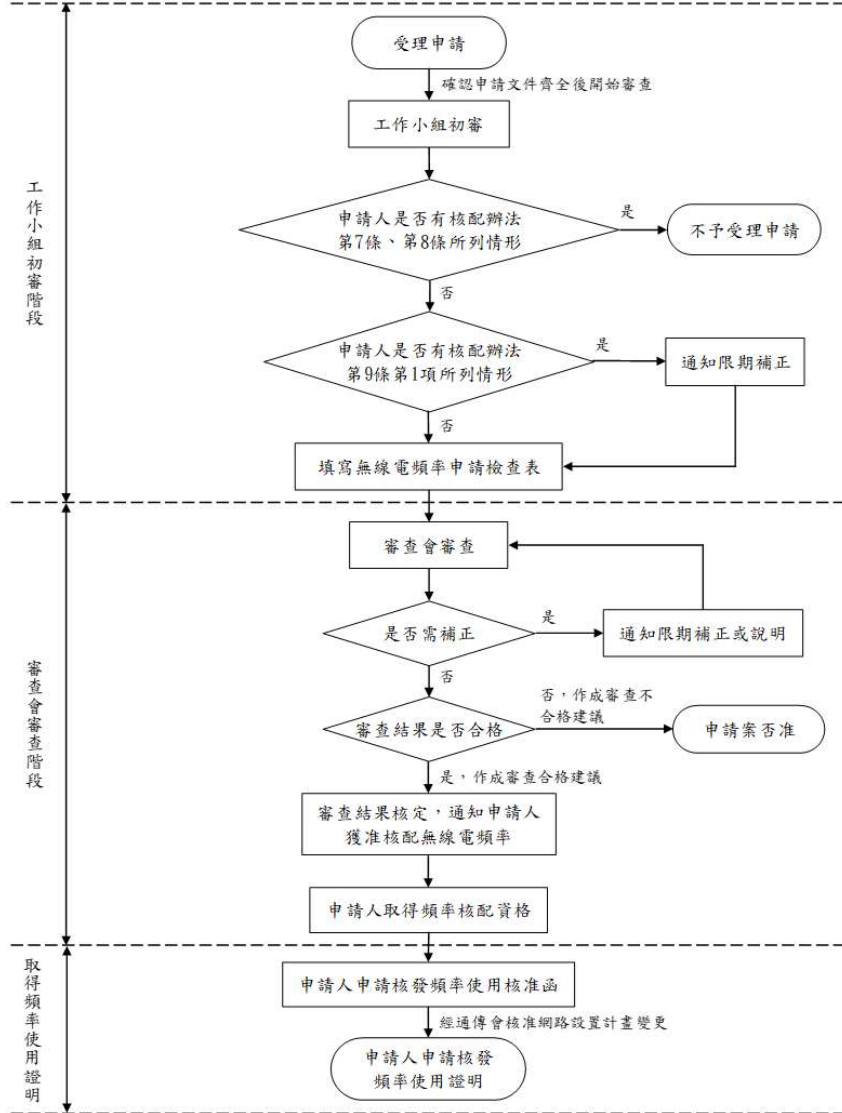 受理申請
確認申請文件齊全後開始審查
工作小組初審
申請人是否有核配辦法
第7條、第8條所列情形
是
不予受理申請
否
申請人是否有核配辦法
第9條第1項所列情形
是
通知限期補正
否
填寫無線電頻率申請檢查表
工作小組初審階段
審查會審查
是否需補正
是
通知限期補正或說明
否
審查結果是否合格
否，作成審查不
合格建議
申請案否准
是，作成審查合格建議
審查結果核定，通知申請人
獲准核配無線電頻率
申請人取得頻率核配資格
審查會審查階段
申請人申請核發頻率使用核准函
經通傳會核准網路設置計畫變更
申請人申請核發
頻率使用證明
取得頻率使用證明